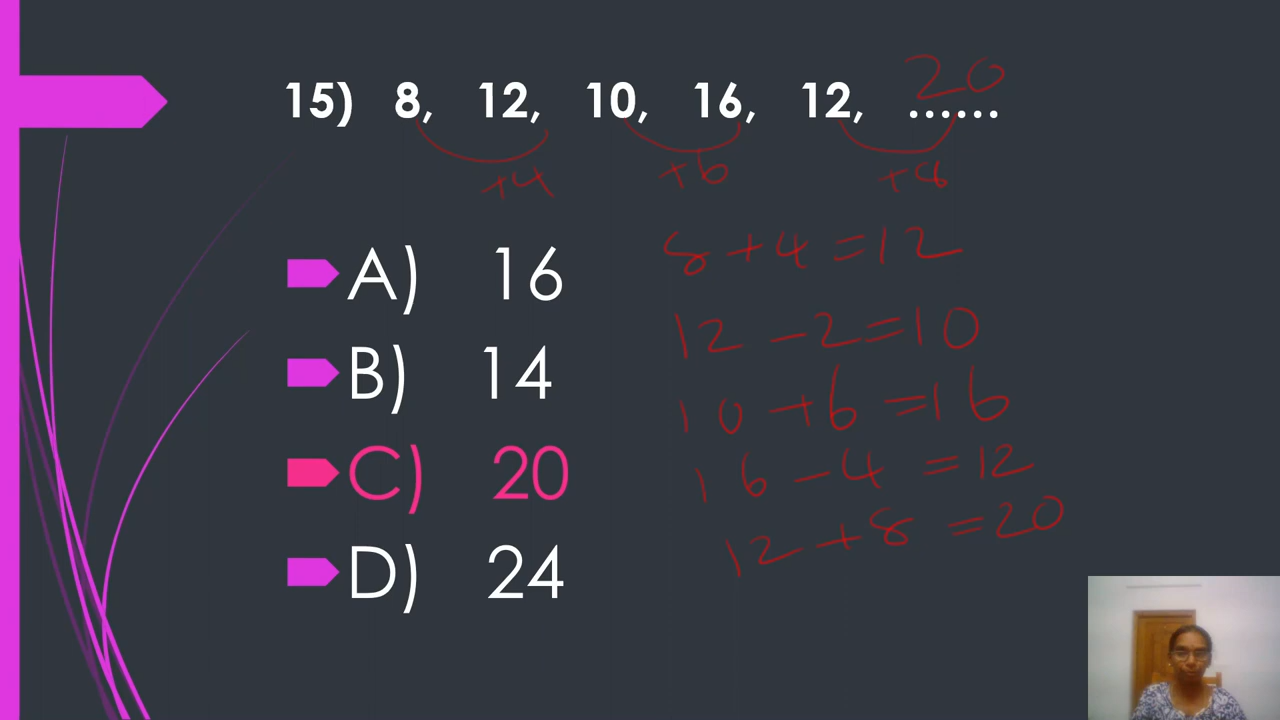 20
15) 8, 12, 10, 16, 12, ......
+4 +6 +8
8+4=12
A) 16
12-2=10
B) 14
10+6=16
C) 20
16-4=12
12+8=20
D) 24